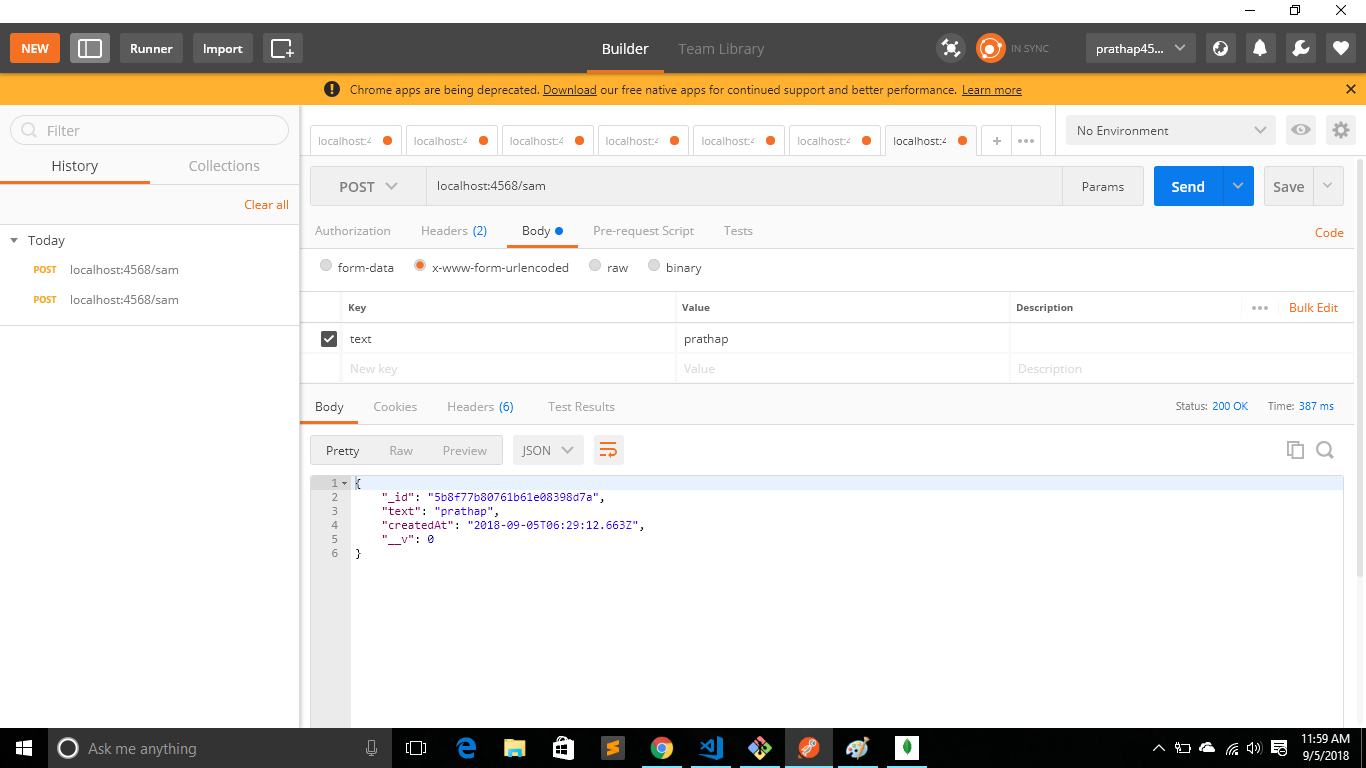 NEW Runner Import Builder Team Library IN SYNC prathap45...
Chrome apps are being deprecated. Download our free native apps for continued support and better performance. Learn more
Filter
localhost:4 localhost:4 localhost:4 localhost:4 localhost:4 localhost:4 localhost:4 + ••• No Environment
History Collections
Clear all
Today
POST localhost:4568/sam
POST localhost:4568/sam
POST localhost:4568/sam Params Send Save
Authorization Headers (2) Body Pre-request Script Tests Code
form-data x-www-form-urlencoded raw binary
Key Value Description ••• Bulk Edit
text prathap
New key Value Description
Body Cookies Headers (6) Test Results Status: 200 OK Time: 387 ms
Pretty Raw Preview JSON
1 {
2 "_id": "5b8f77b80761b61e08398d7a",
3 "text": "prathap",
4 "createdAt": "2018-09-05T06:29:12.663Z",
5 "__v": 0
6 }
Ask me anything
11:59 AM
9/5/2018